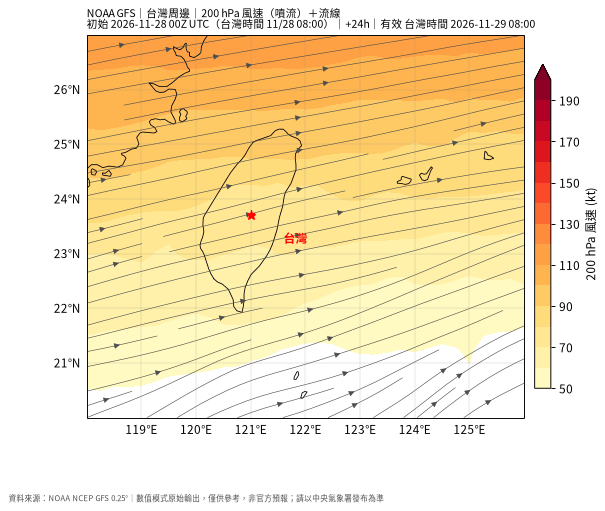 NOAA GFS｜台灣周邊｜200 hPa 風速（噴流）＋流線
初始 2026-11-28 00Z UTC（台灣時間 11/28 08:00）｜+24h｜有效 台灣時間 2026-11-29 08:00
26°N
25°N
24°N
23°N
22°N
21°N
台灣
119°E 120°E 121°E 122°E 123°E 124°E 125°E
190
170
150
130
110
90
70
50
200 hPa 風速 (kt)
資料來源：NOAA NCEP GFS 0.25°｜數值模式原始輸出，僅供參考，非官方預報；請以中央氣象署發布為準